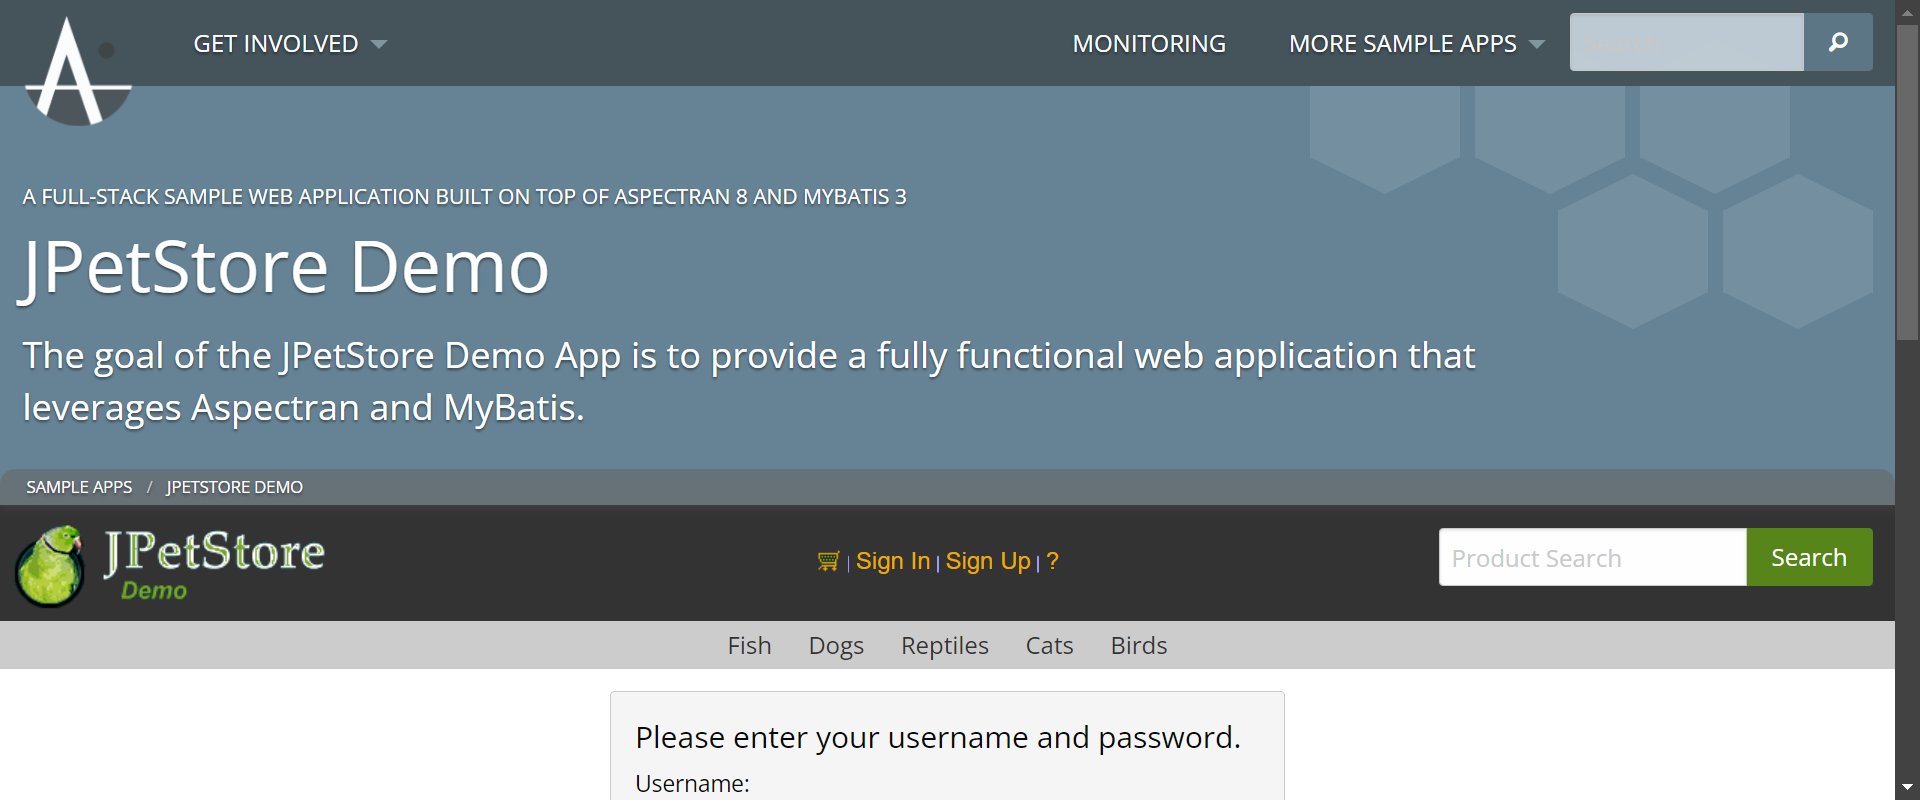 GET INVOLVED
MONITORING
MORE SAMPLE APPS
A FULL-STACK SAMPLE WEB APPLICATION BUILT ON TOP OF ASPECTRAN 8 AND MYBATIS 3
JPetStore Demo
The goal of the JPetStore Demo App is to provide a fully functional web application that
leverages Aspectran and MyBatis.
SAMPLE APPS / JPETSTORE DEMO
JPetStore
Demo
| Sign In | Sign Up | ?
Product Search
Search
Fish Dogs Reptiles Cats Birds
Please enter your username and password.
Username: